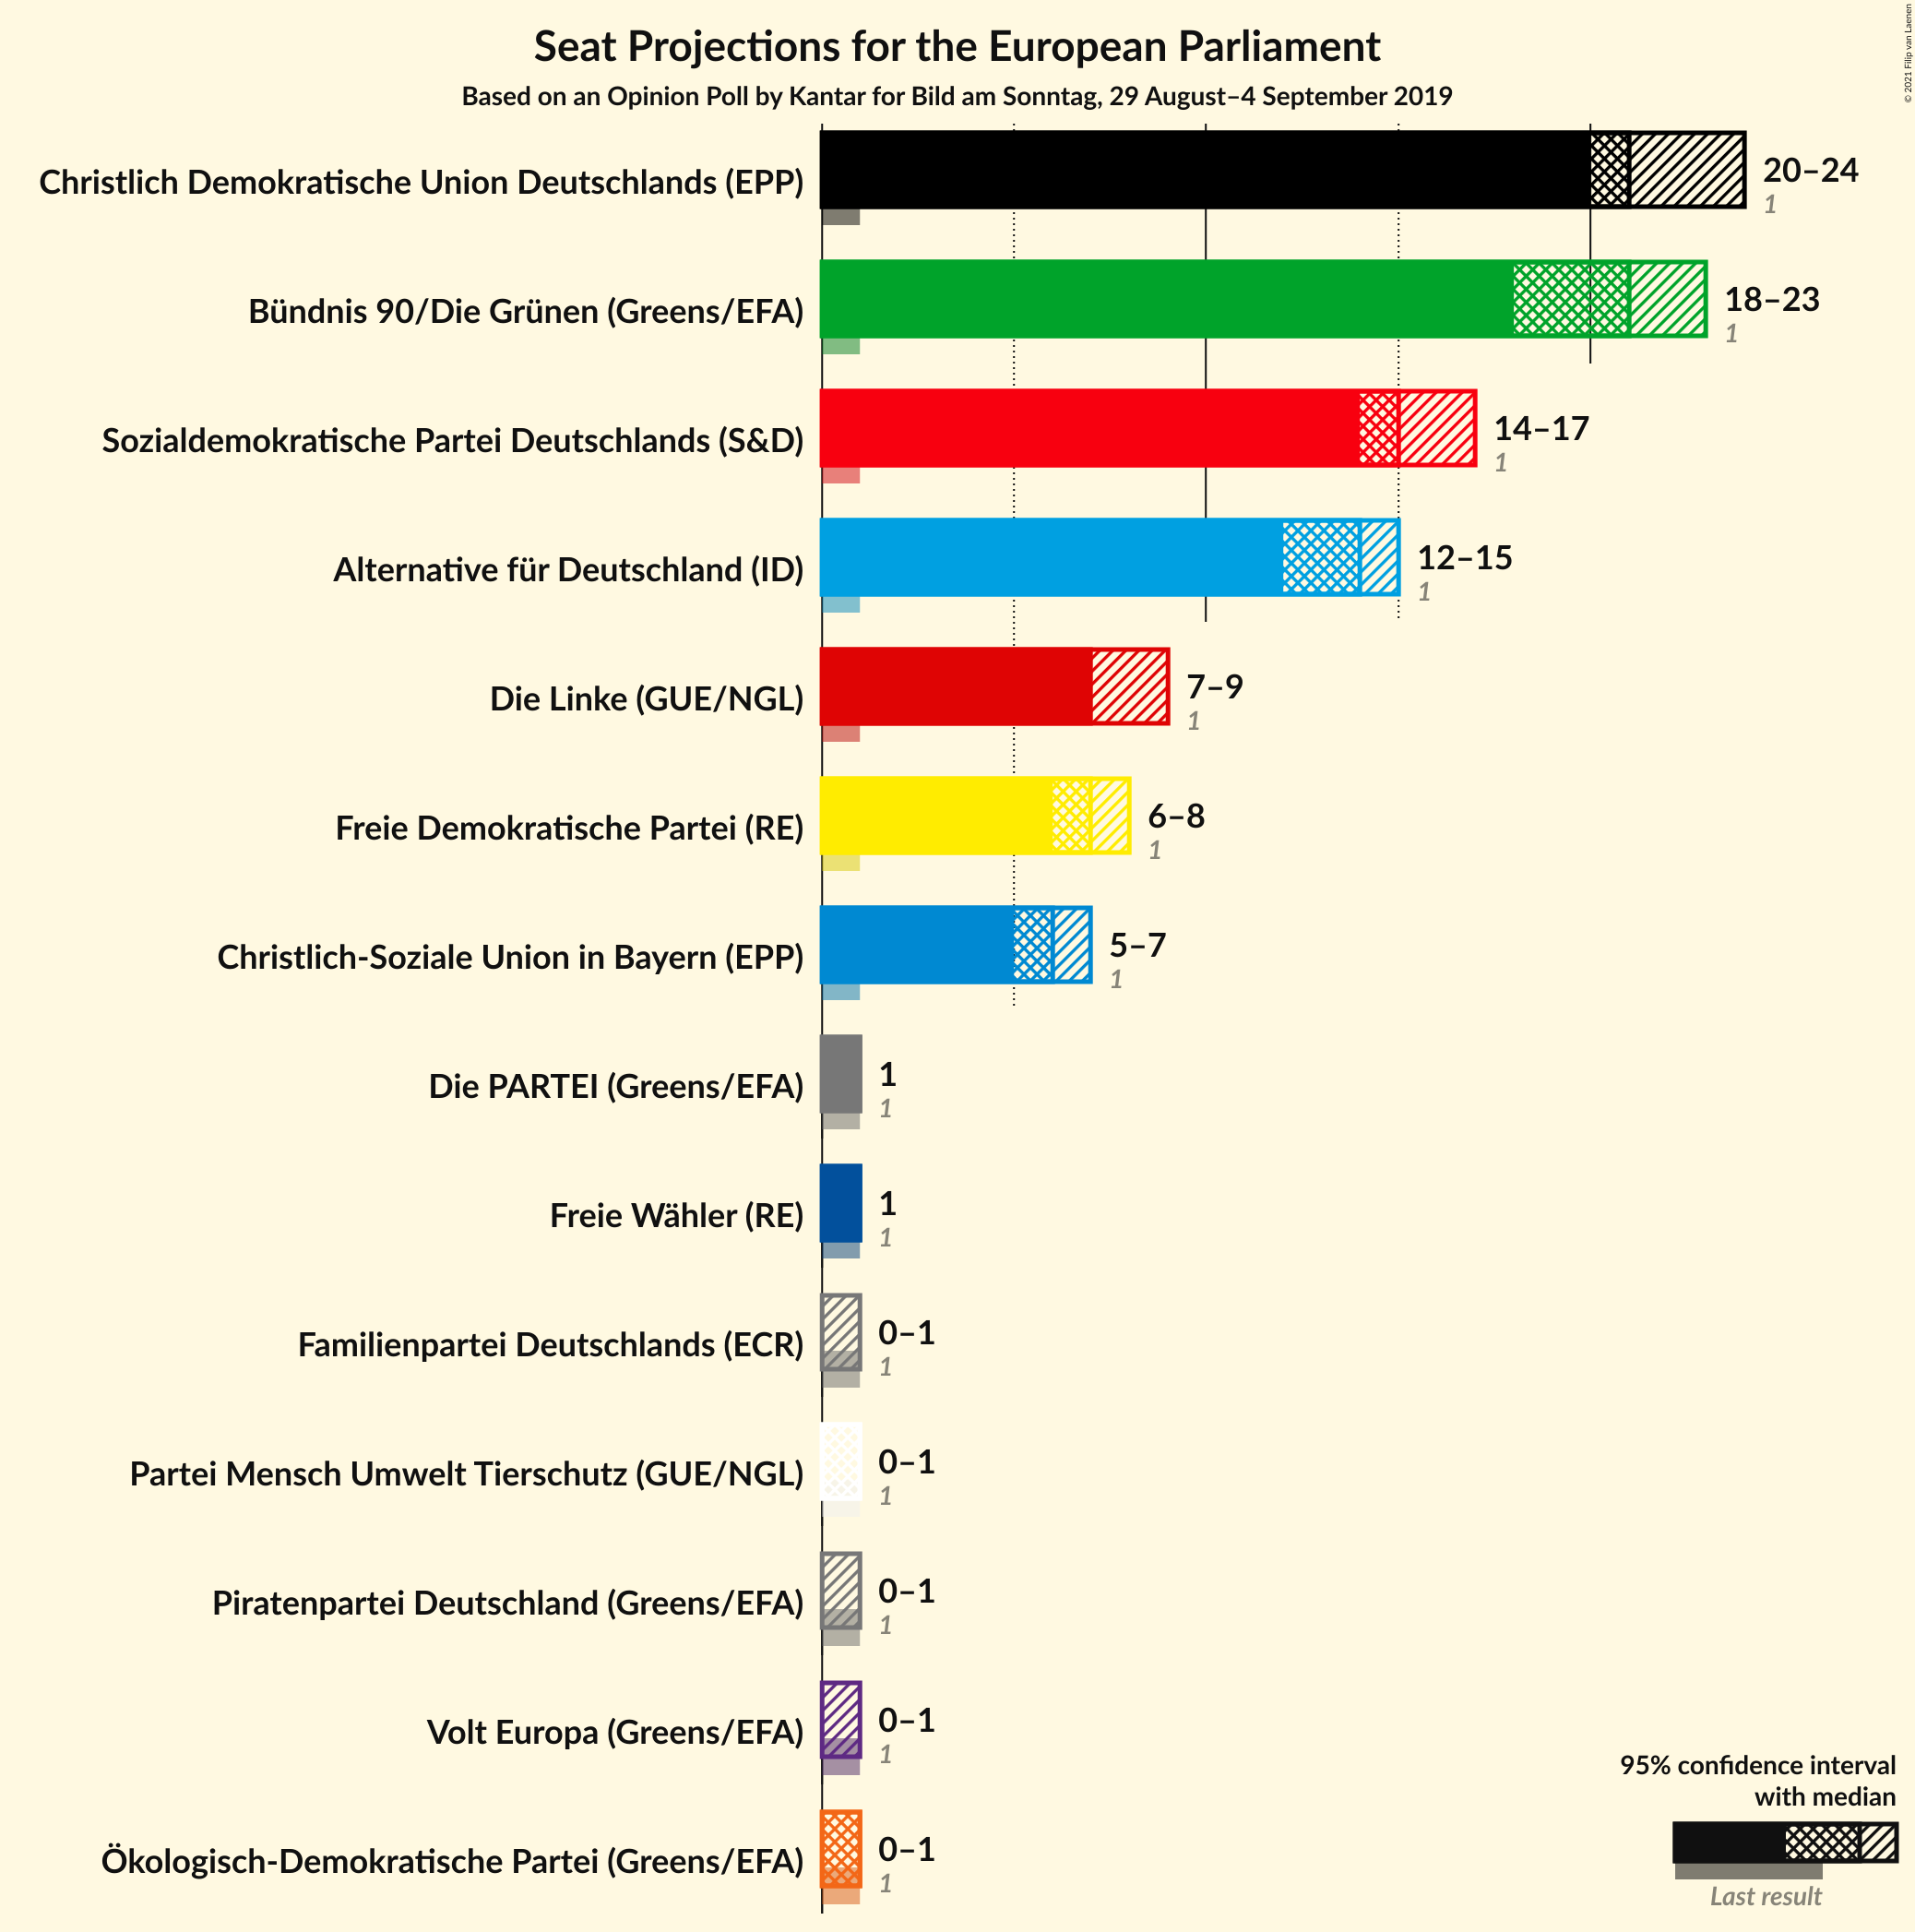 © 2021 Filip van Laenen
Seat Projections for the European Parliament
Based on an Opinion Poll by Kantar for Bild am Sonntag, 29 August–4 September 2019
Christlich Demokratische Union Deutschlands (EPP)
20–24
1
Bündnis 90/Die Grünen (Greens/EFA)
18–23
1
Sozialdemokratische Partei Deutschlands (S&D)
14–17
1
Alternative für Deutschland (ID)
12–15
1
Die Linke (GUE/NGL)
7–9
1
Freie Demokratische Partei (RE)
6–8
1
Christlich-Soziale Union in Bayern (EPP)
5–7
1
Die PARTEI (Greens/EFA)
1
1
Freie Wähler (RE)
1
1
Familienpartei Deutschlands (ECR)
0–1
1
Partei Mensch Umwelt Tierschutz (GUE/NGL)
0–1
1
Piratenpartei Deutschland (Greens/EFA)
0–1
1
Volt Europa (Greens/EFA)
0–1
1
Ökologisch-Demokratische Partei (Greens/EFA)
0–1
1
95% confidence interval
with median
Last result